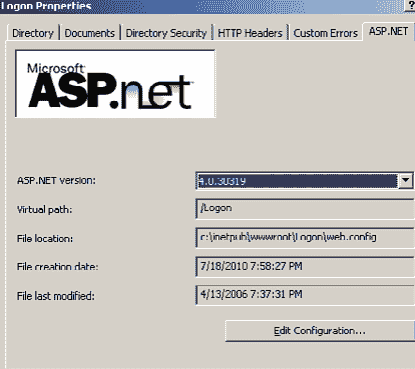 Logon Properties
?
Directory Documents Directory Security HTTP Headers Custom Errors ASP.NET
Microsoft
ASP.net
ASP.NET version: 4.0.30319
Virtual path: /Logon
File location: c:\inetpub\wwwroot\Logon\web.config
File creation date: 7/18/2010 7:58:27 PM
File last modified: 4/13/2006 7:37:31 PM
Edit Configuration...